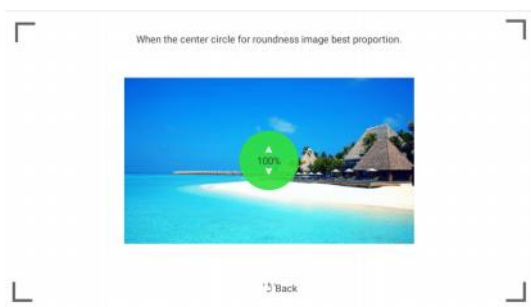 When the center circle for roundness image best proportion.
100%
Back